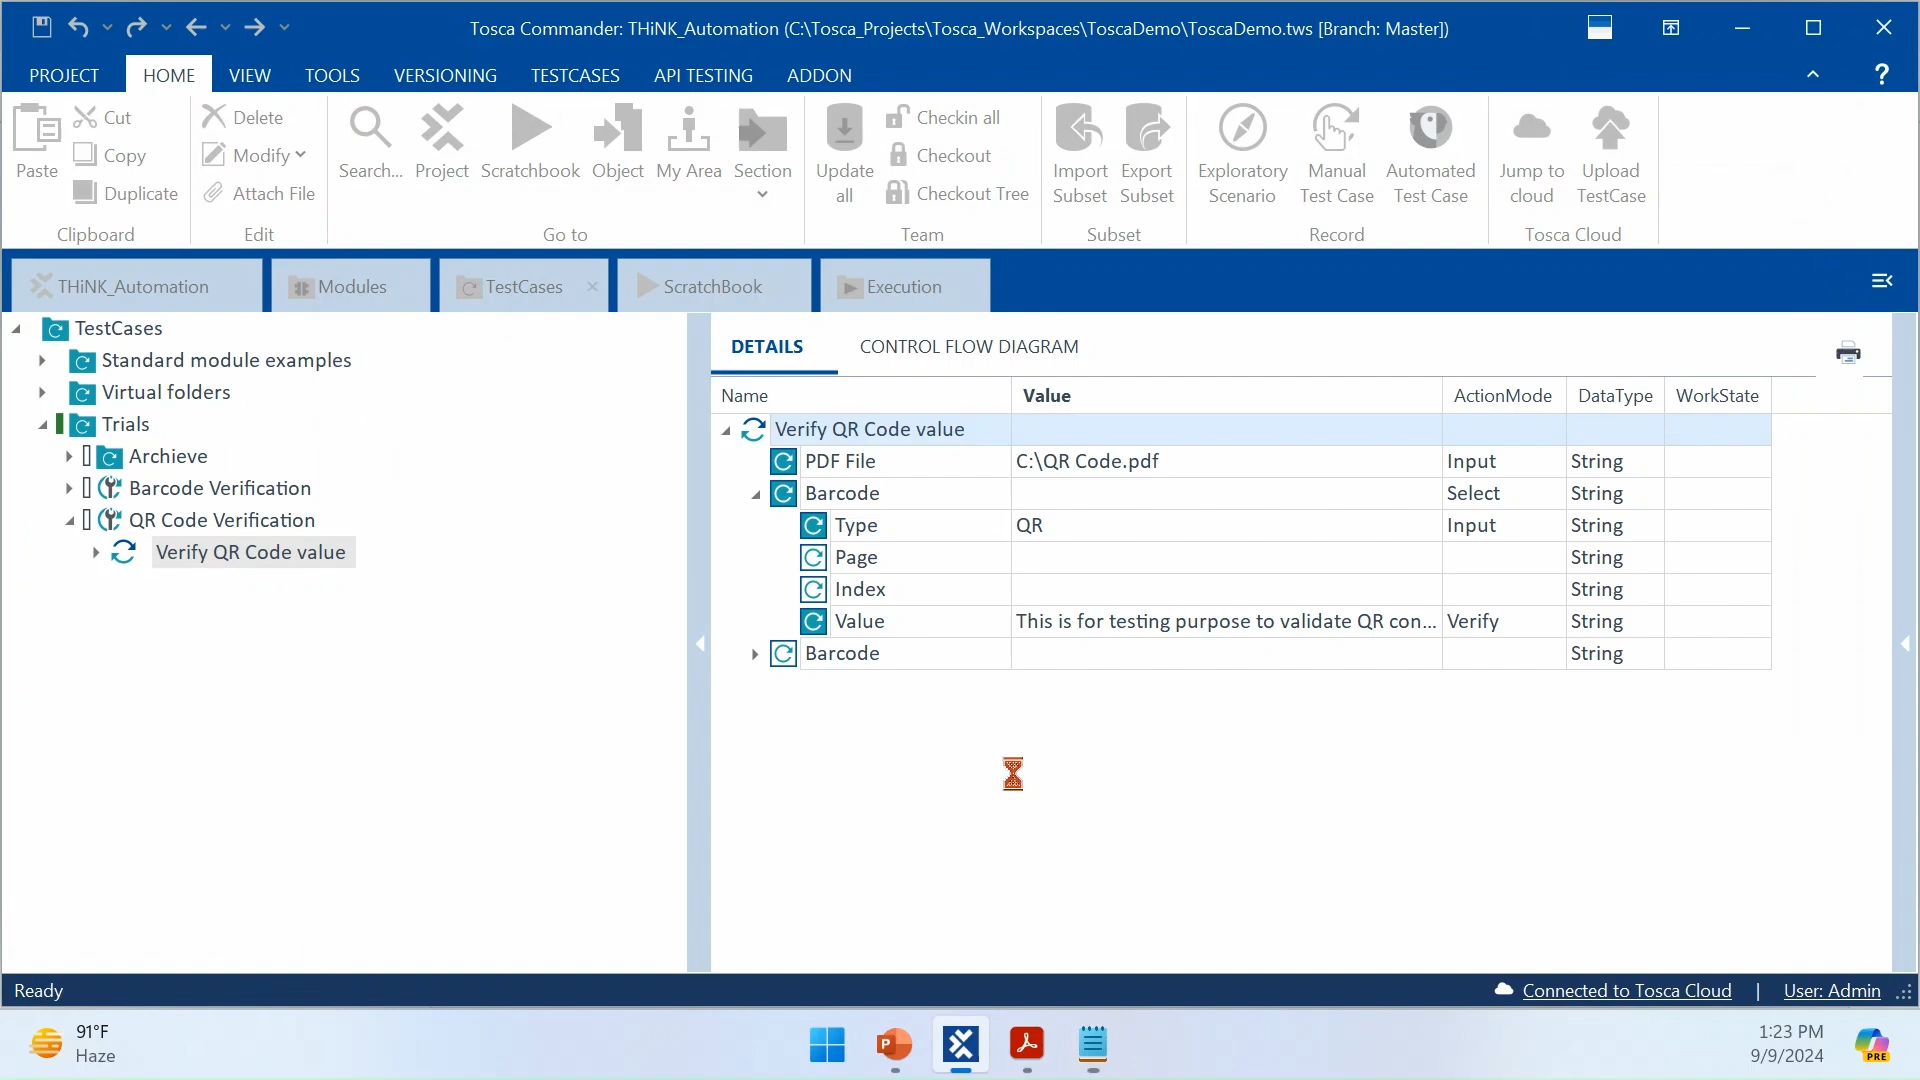 Tosca Commander: THiNK_Automation (C:\Tosca_Projects\Tosca_Workspaces\ToscaDemo\ToscaDemo.tws [Branch: Master])
PROJECT HOME VIEW TOOLS VERSIONING TESTCASES API TESTING ADDON
?
Paste
Cut
Copy
Duplicate
Clipboard
Delete
Modify
Attach File
Edit
Search... Project Scratchbook Object My Area Section
Go to
Update all
Checkin all
Checkout
Checkout Tree
Team
Import Subset
Export Subset
Subset
Exploratory Scenario
Manual Test Case
Automated Test Case
Record
Jump to cloud
Upload TestCase
Tosca Cloud
THiNK_Automation Modules TestCases ScratchBook Execution
TestCases
Standard module examples
Virtual folders
Trials
Archieve
Barcode Verification
QR Code Verification
Verify QR Code value
DETAILS CONTROL FLOW DIAGRAM
Name Value ActionMode DataType WorkState
Verify QR Code value
PDF File C:\QR Code.pdf Input String
Barcode Select String
Type QR Input String
Page String
Index String
Value This is for testing purpose to validate QR con... Verify String
Barcode String
Ready
Connected to Tosca Cloud | User: Admin
91°F
Haze
P
1:23 PM
9/9/2024
PRE